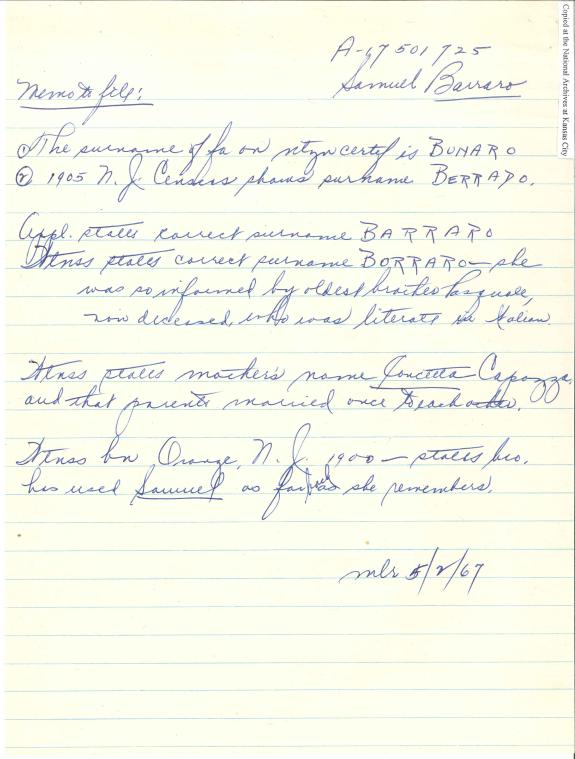 A-17 501 725
Samuel Barraro
Memo to file:
① The surname of fa on ntzn certif is BUNARO
② 1905 N.J. Census shows surname BERRADO.
Appl. states correct surname BARRARO
Wtnss states correct surname BORRARO - she
was so informed by oldest brother Pasquale,
now deceased, who was literate in Italian.
Wtnss states mother's name Concetta Capozza,
and that parents married once to each other.
Wtnss bn Orange, N.J. 1900 - states bro.
has used Samuel as far as she remembers.
mlr 5/2/67
Copied at the National Archives at Kansas City